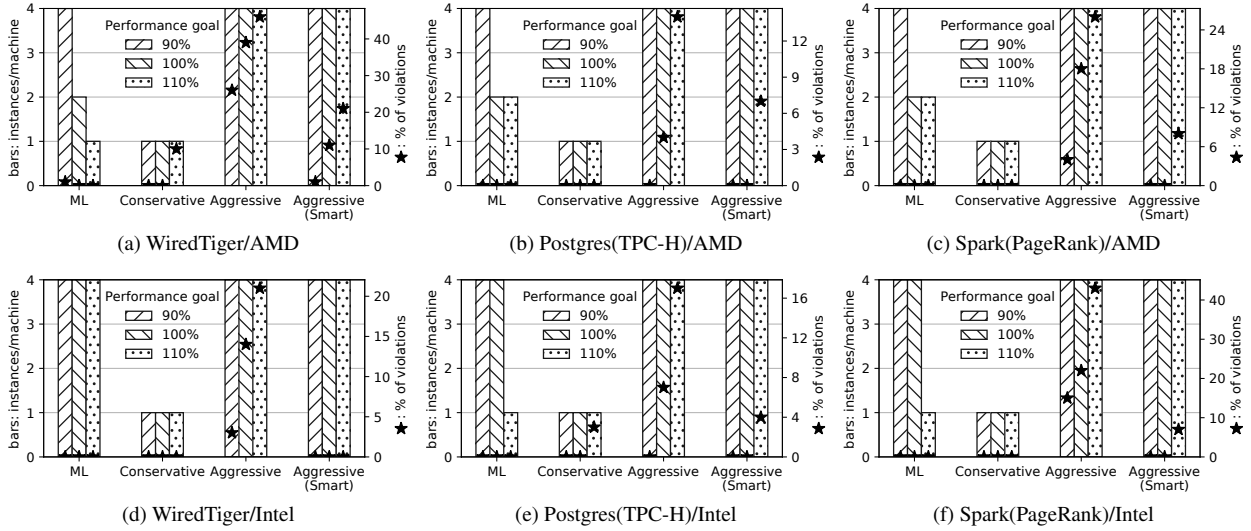 bars: instances/machine
4
3
2
1
0
Performance goal
90%
100%
110%
40
30
20
10
0
★: % of violations
ML Conservative Aggressive Aggressive
(Smart)
(a) WiredTiger/AMD
bars: instances/machine
4
3
2
1
0
Performance goal
90%
100%
110%
12
9
6
3
0
★: % of violations
ML Conservative Aggressive Aggressive
(Smart)
(b) Postgres(TPC-H)/AMD
bars: instances/machine
4
3
2
1
0
Performance goal
90%
100%
110%
24
18
12
6
0
★: % of violations
ML Conservative Aggressive Aggressive
(Smart)
(c) Spark(PageRank)/AMD
bars: instances/machine
4
3
2
1
0
Performance goal
90%
100%
110%
20
15
10
5
0
★: % of violations
ML Conservative Aggressive Aggressive
(Smart)
(d) WiredTiger/Intel
bars: instances/machine
4
3
2
1
0
Performance goal
90%
100%
110%
16
12
8
4
0
★: % of violations
ML Conservative Aggressive Aggressive
(Smart)
(e) Postgres(TPC-H)/Intel
bars: instances/machine
4
3
2
1
0
Performance goal
90%
100%
110%
40
30
20
10
0
★: % of violations
ML Conservative Aggressive Aggressive
(Smart)
(f) Spark(PageRank)/Intel